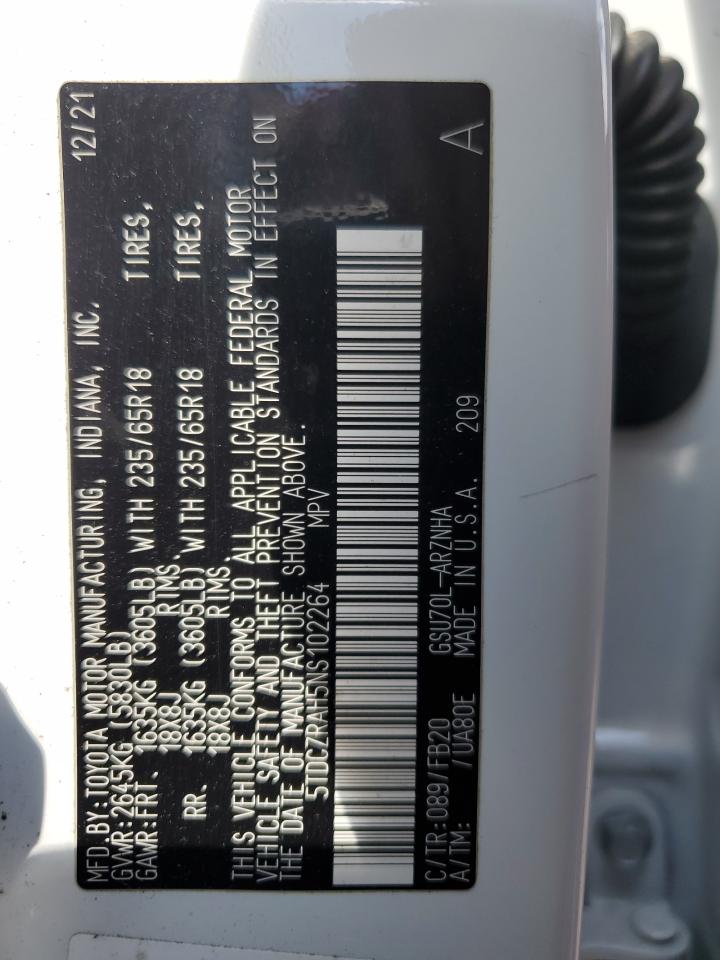 MFD.BY:TOYOTA MOTOR MANUFACTURING, INDIANA, INC. 12/21
GVWR:2645KG (5830LB)
GAWR:FRT. 1635KG (3605LB) WITH 235/65R18 TIRES,
18X8J RIMS.
RR. 1635KG (3605LB) WITH 235/65R18 TIRES,
18X8J RIMS.
THIS VEHICLE CONFORMS TO ALL APPLICABLE FEDERAL MOTOR
VEHICLE SAFETY AND THEFT PREVENTION STANDARDS IN EFFECT ON
THE DATE OF MANUFACTURE SHOWN ABOVE.
5TDGZRAH5NS102264 MPV
C/TR:089/FB20 GSU70L-ARZNHA
A/TM: /UA80E MADE IN U.S.A. 209 A